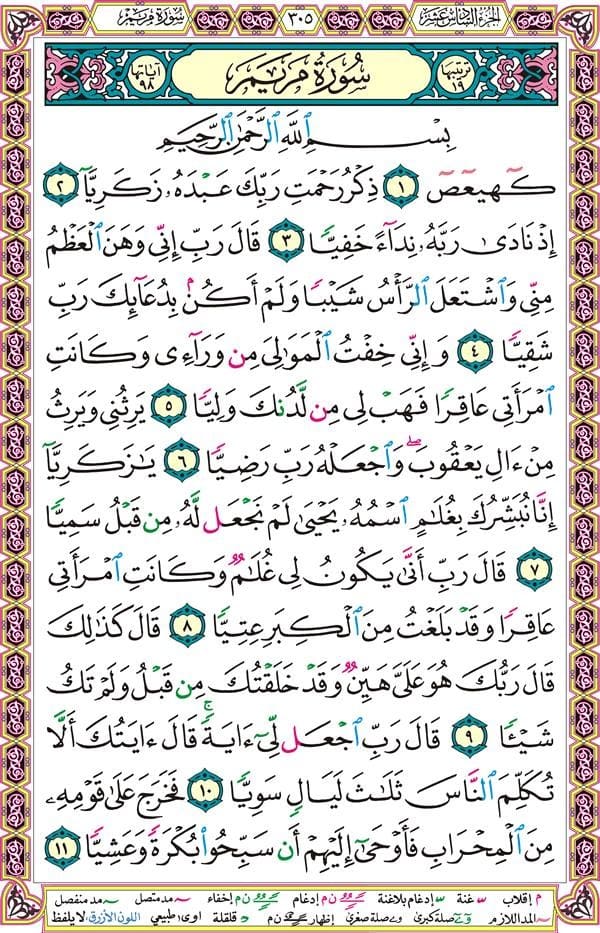 الجزء السادس عشر
٣٠٥
سورة مريم
ترتيبها ١٩
سُورَةُ مَرْيَمَ
آياتها ٩٨
بِسْمِ ٱللَّهِ ٱلرَّحْمَٰنِ ٱلرَّحِيمِ
كٓهيعٓصٓ ١ ذِكْرُ رَحْمَتِ رَبِّكَ عَبْدَهُۥ زَكَرِيَّآ ٢
إِذْ نَادَىٰ رَبَّهُۥ نِدَآءً خَفِيًّا ٣ قَالَ رَبِّ إِنِّى وَهَنَ ٱلْعَظْمُ
مِنِّى وَٱشْتَعَلَ ٱلرَّأْسُ شَيْبًا وَلَمْ أَكُنۢ بِدُعَآئِكَ رَبِّ
شَقِيًّا ٤ وَإِنِّى خِفْتُ ٱلْمَوَٰلِىَ مِن وَرَآءِى وَكَانَتِ
ٱمْرَأَتِى عَاقِرًا فَهَبْ لِى مِن لَّدُنكَ وَلِيًّا ٥ يَرِثُنِى وَيَرِثُ
مِنْ ءَالِ يَعْقُوبَ ۖ وَٱجْعَلْهُ رَبِّ رَضِيًّا ٦ يَٰزَكَرِيَّآ
إِنَّا نُبَشِّرُكَ بِغُلَٰمٍ ٱسْمُهُۥ يَحْيَىٰ لَمْ نَجْعَل لَّهُۥ مِن قَبْلُ سَمِيًّا
٧ قَالَ رَبِّ أَنَّىٰ يَكُونُ لِى غُلَٰمٌ وَكَانَتِ ٱمْرَأَتِى
عَاقِرًا وَقَدْ بَلَغْتُ مِنَ ٱلْكِبَرِ عِتِيًّا ٨ قَالَ كَذَٰلِكَ
قَالَ رَبُّكَ هُوَ عَلَىَّ هَيِّنٌ وَقَدْ خَلَقْتُكَ مِن قَبْلُ وَلَمْ تَكُ
شَيْـًٔا ٩ قَالَ رَبِّ ٱجْعَل لِّىٓ ءَايَةً ۚ قَالَ ءَايَتُكَ أَلَّا
تُكَلِّمَ ٱلنَّاسَ ثَلَٰثَ لَيَالٍ سَوِيًّا ١٠ فَخَرَجَ عَلَىٰ قَوْمِهِۦ
مِنَ ٱلْمِحْرَابِ فَأَوْحَىٰٓ إِلَيْهِمْ أَن سَبِّحُوا۟ بُكْرَةً وَعَشِيًّا ١١
م إقلاب س غنة س إدغام بلاغنة ن م إدغام ن م إخفاء مد متصل مد منفصل
المد اللازم صلة كبرى صلة صغرى إظهار ن م قلقلة اوى طبيعي اللون الأزرق لا يلفظ